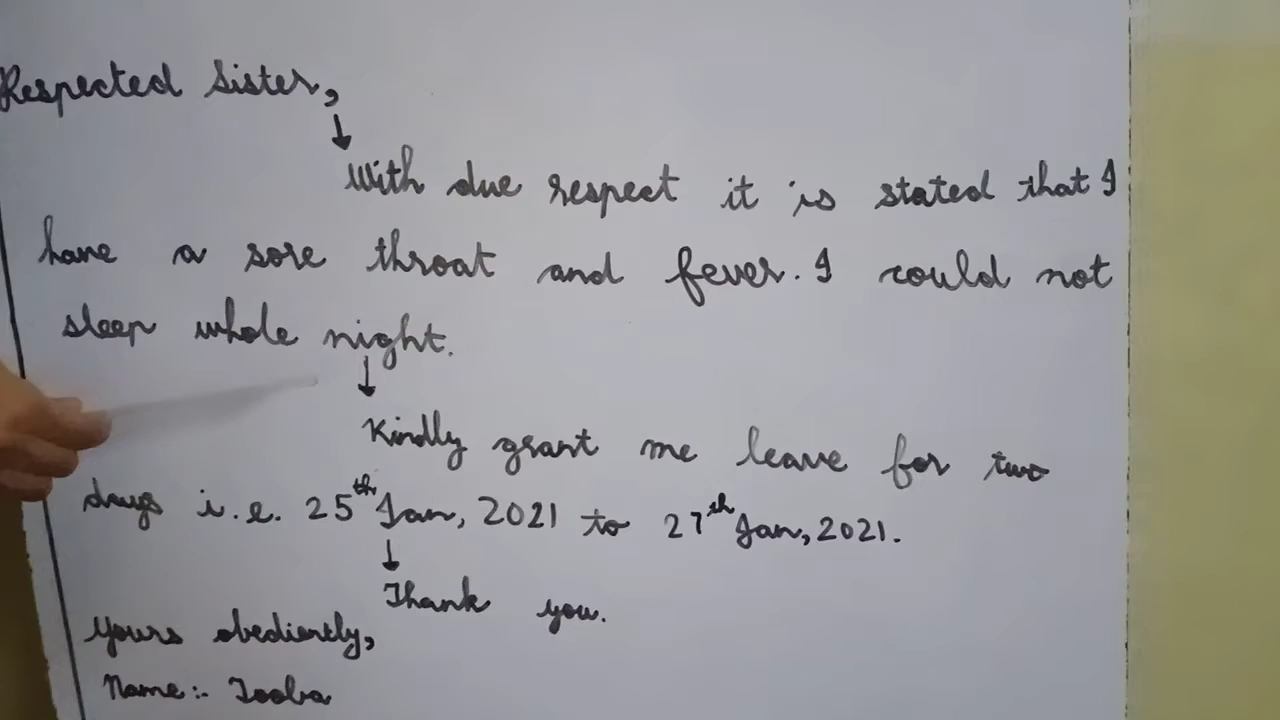 Respected Sister,
With due respect it is stated that I
have a sore throat and fever. I could not
sleep whole night.
Kindly grant me leave for two
days i.e. 25th Jan, 2021 to 27th Jan, 2021.
Thank you.
Yours obediently,
Name:- Tooba